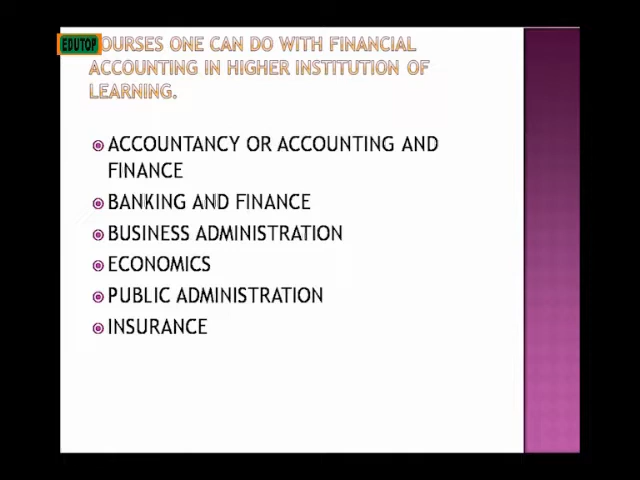 EDUTOP
OURSES ONE CAN DO WITH FINANCIAL
ACCOUNTING IN HIGHER INSTITUTION OF
LEARNING.
ACCOUNTANCY OR ACCOUNTING AND
FINANCE
BANKING AND FINANCE
BUSINESS ADMINISTRATION
ECONOMICS
PUBLIC ADMINISTRATION
INSURANCE